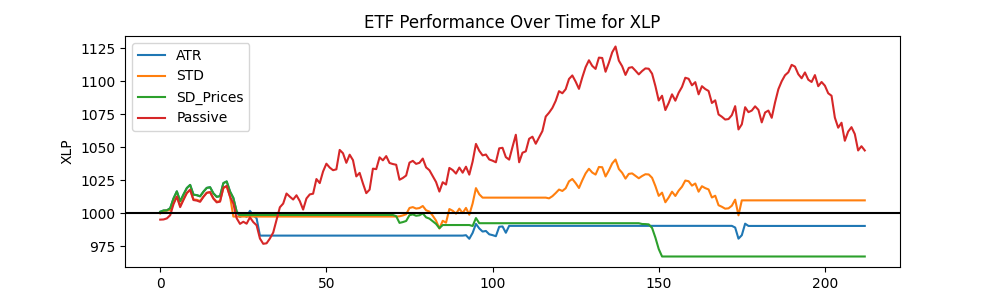 ETF Performance Over Time for XLP
ATR
STD
SD_Prices
Passive
XLP
1125
1100
1075
1050
1025
1000
975
0 50 100 150 200